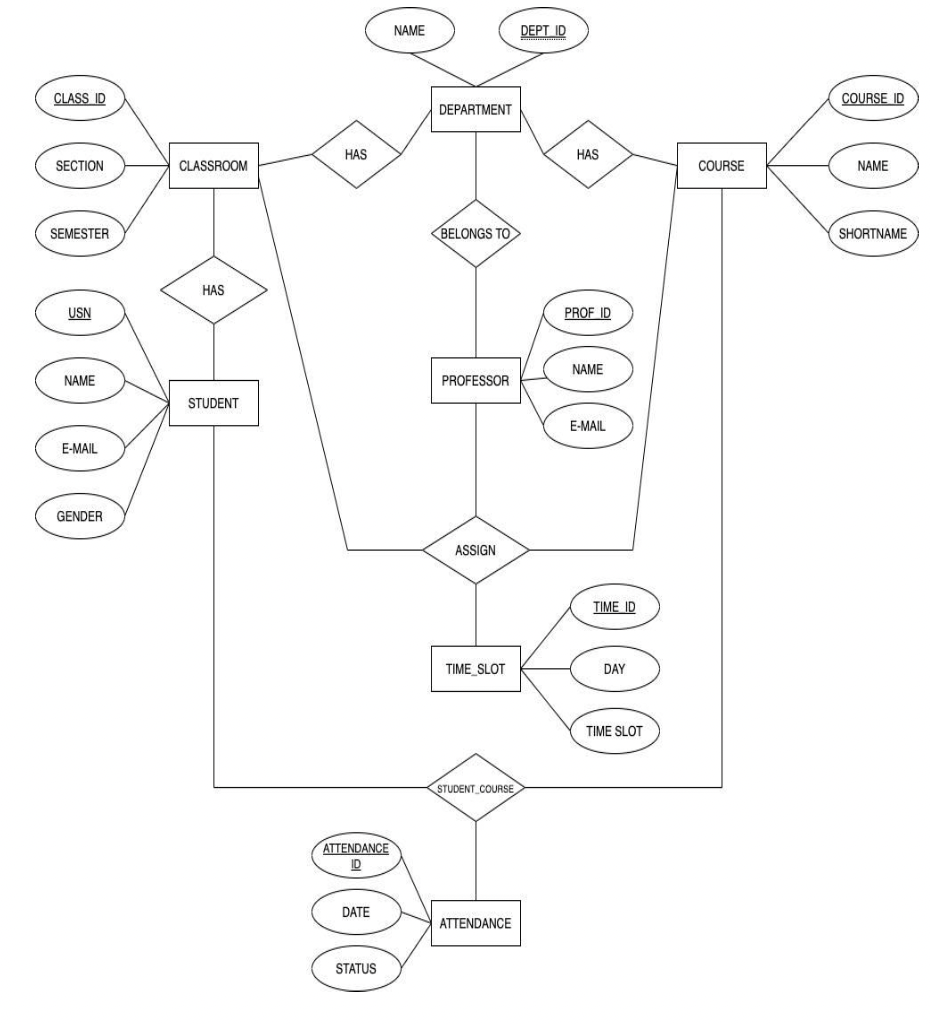 NAME
DEPT_ID
CLASS_ID
DEPARTMENT
COURSE_ID
SECTION
CLASSROOM
HAS
HAS
COURSE
NAME
SEMESTER
BELONGS TO
SHORTNAME
HAS
USN
PROF_ID
NAME
STUDENT
PROFESSOR
NAME
E-MAIL
E-MAIL
GENDER
ASSIGN
TIME_ID
TIME_SLOT
DAY
TIME SLOT
STUDENT_COURSE
ATTENDANCE
ID
DATE
ATTENDANCE
STATUS